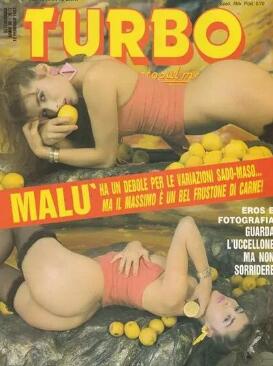 TURBO
MALU'
HA UN DEBOLE PER LE VARIAZIONI SADO-MASO...
MA IL MASSIMO È UN BEL FRUSTONE DI CARNE!
EROS E
FOTOGRAFIA
GUARDA
L'UCCELLONE
MA NON
SORRIDERE